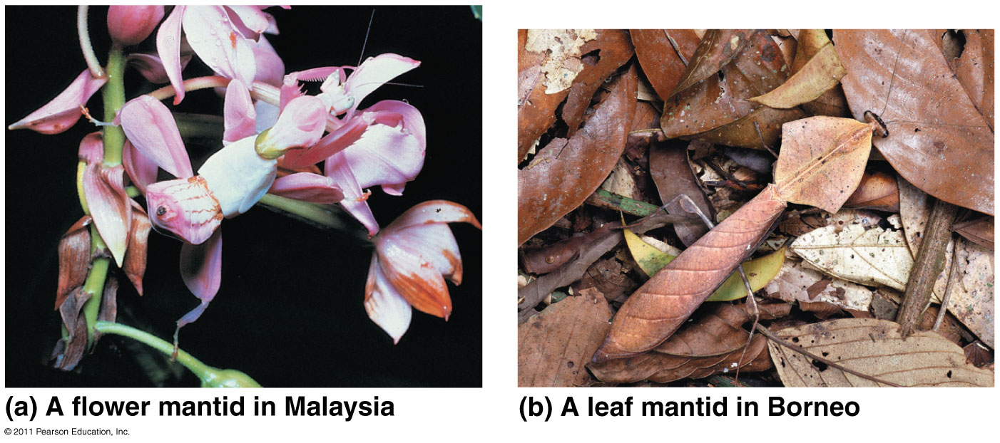 (a) A flower mantid in Malaysia
(b) A leaf mantid in Borneo
© 2011 Pearson Education, Inc.